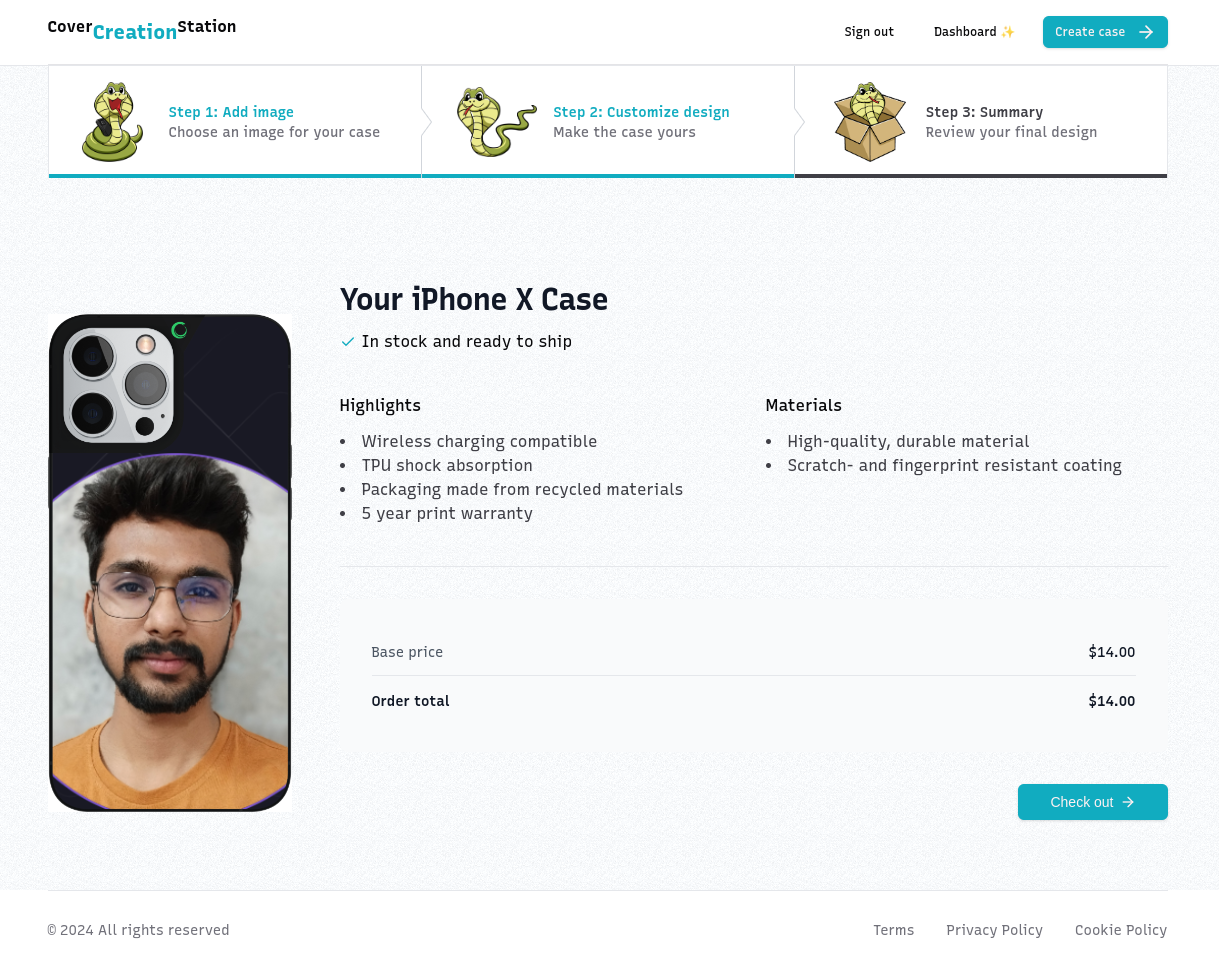 CoverCreationStation
Sign out
Dashboard ✨
Create case
Step 1: Add image
Choose an image for your case
Step 2: Customize design
Make the case yours
Step 3: Summary
Review your final design
Your iPhone X Case
In stock and ready to ship
Highlights
Wireless charging compatible
TPU shock absorption
Packaging made from recycled materials
5 year print warranty
Materials
High-quality, durable material
Scratch- and fingerprint resistant coating
Base price $14.00
Order total $14.00
Check out
© 2024 All rights reserved
Terms
Privacy Policy
Cookie Policy